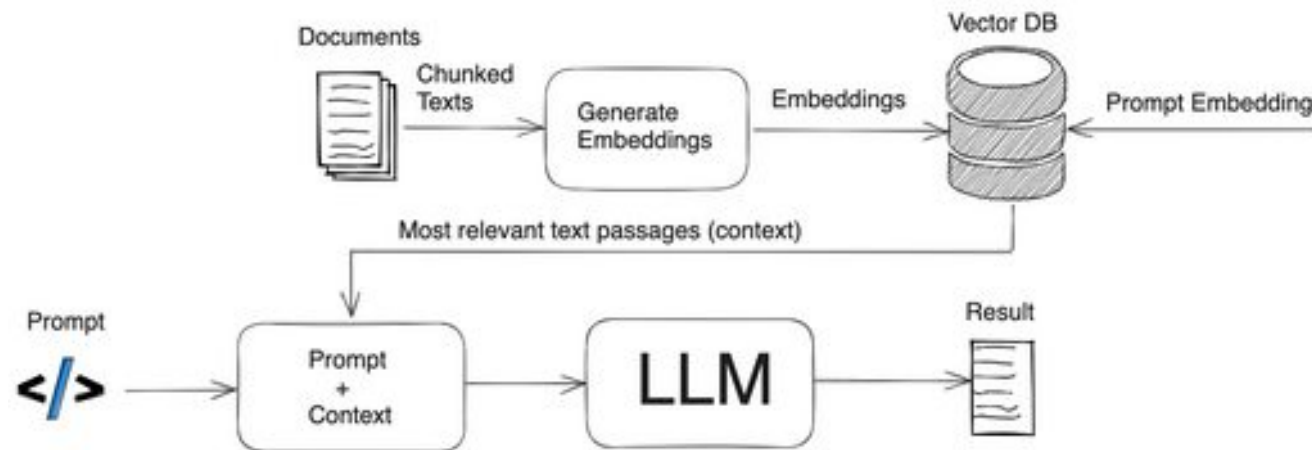 Documents
Vector DB
Chunked
Texts
Generate
Embeddings
Embeddings
Prompt Embedding
Most relevant text passages (context)
Prompt
</>
Prompt
+
Context
LLM
Result